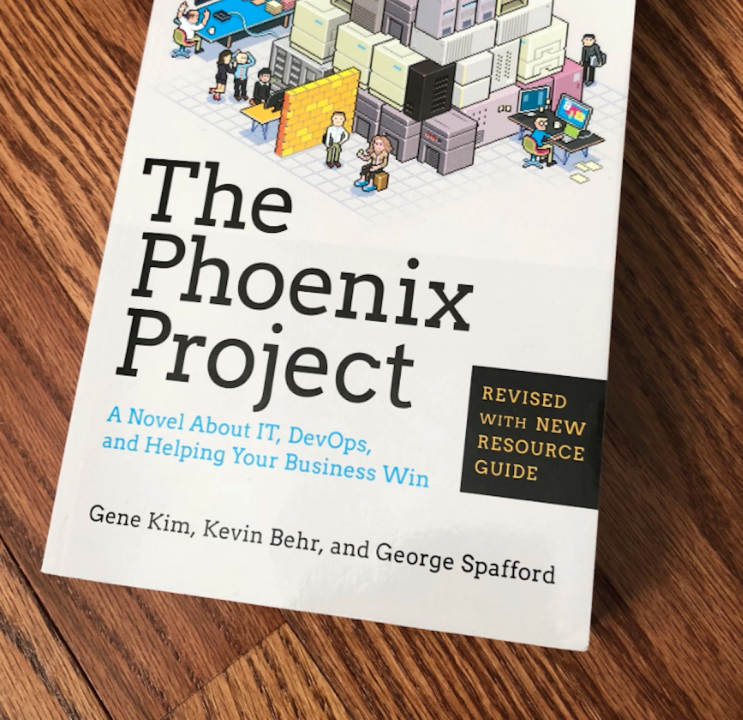 The
Phoenix
Project
A Novel About IT, DevOps,
and Helping Your Business Win
REVISED
WITH NEW
RESOURCE
GUIDE
Gene Kim, Kevin Behr, and George Spafford